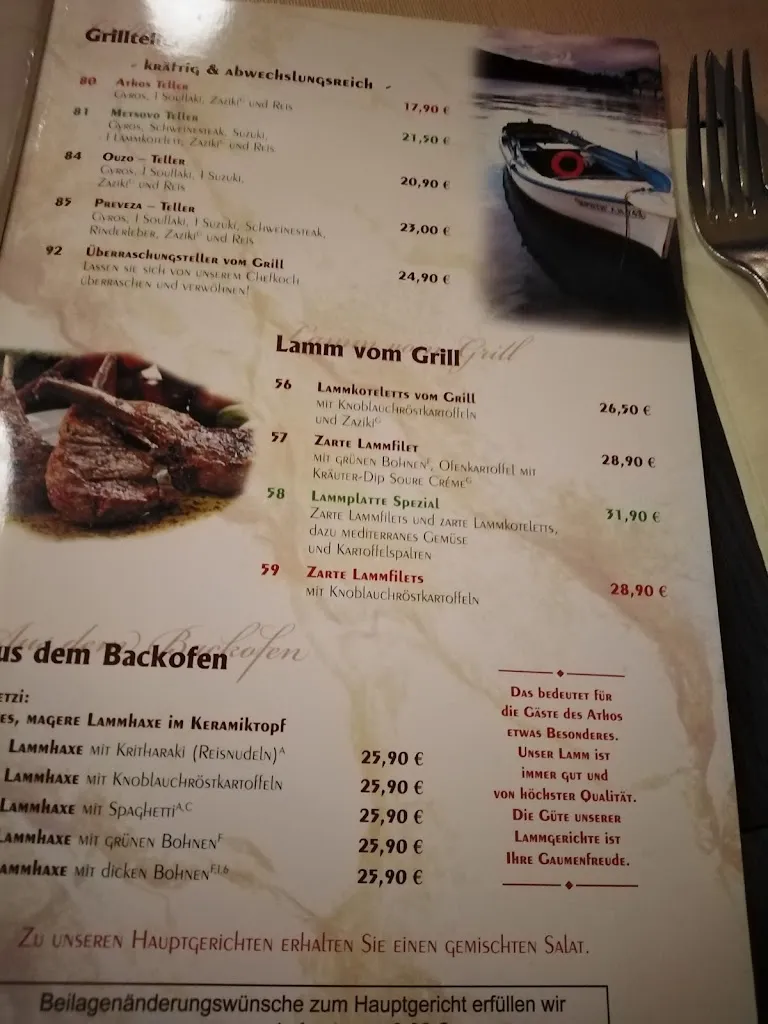 Grilltel
- kräftig & abwechslungsreich -
80 Athos Teller 17,90 €
Gyros, 1 Souflaki, Zaziki^G und Reis
81 Metsovo Teller 21,50 €
Gyros, Schweinesteak, Suzuki,
1 Lammkotelett, Zaziki^G und Reis
84 Ouzo – Teller 20,90 €
Gyros, 1 Souflaki, 1 Suzuki,
Zaziki^G und Reis
85 Preveza – Teller 23,00 €
Gyros, 1 Souflaki, 1 Suzuki, Schweinesteak,
Rinderleber, Zaziki^G und Reis
92 Überraschungsteller vom Grill 24,90 €
Lassen sie sich von unserem Chefkoch
überraschen und verwöhnen!
Lamm vom Grill
56 Lammkoteletts vom Grill 26,50 €
mit Knoblauchröstkartoffeln
und Zaziki^G
57 Zarte Lammfilet 28,90 €
mit grünen Bohnen^F, Ofenkartoffel mit
Kräuter-Dip Soure Créme^G
58 Lammplatte Spezial 31,90 €
Zarte Lammfilets und zarte Lammkoteletts,
dazu mediterranes Gemüse
und Kartoffelspalten
59 Zarte Lammfilets 28,90 €
mit Knoblauchröstkartoffeln
us dem Backofen
etzi:
es, magere Lammhaxe im Keramiktopf
Lammhaxe mit Kritharaki (Reisnudeln)^A 25,90 €
Lammhaxe mit Knoblauchröstkartoffeln 25,90 €
Lammhaxe mit Spaghetti^A,C 25,90 €
Lammhaxe mit grünen Bohnen^F 25,90 €
ammhaxe mit dicken Bohnen^F,I,6 25,90 €
Das bedeutet für
die Gäste des Athos
etwas Besonderes.
Unser Lamm ist
immer gut und
von höchster Qualität.
Die Güte unserer
Lammgerichte ist
Ihre Gaumenfreude.
Zu unseren Hauptgerichten erhalten Sie einen gemischten Salat.
Beilagenänderungswünsche zum Hauptgericht erfüllen wir